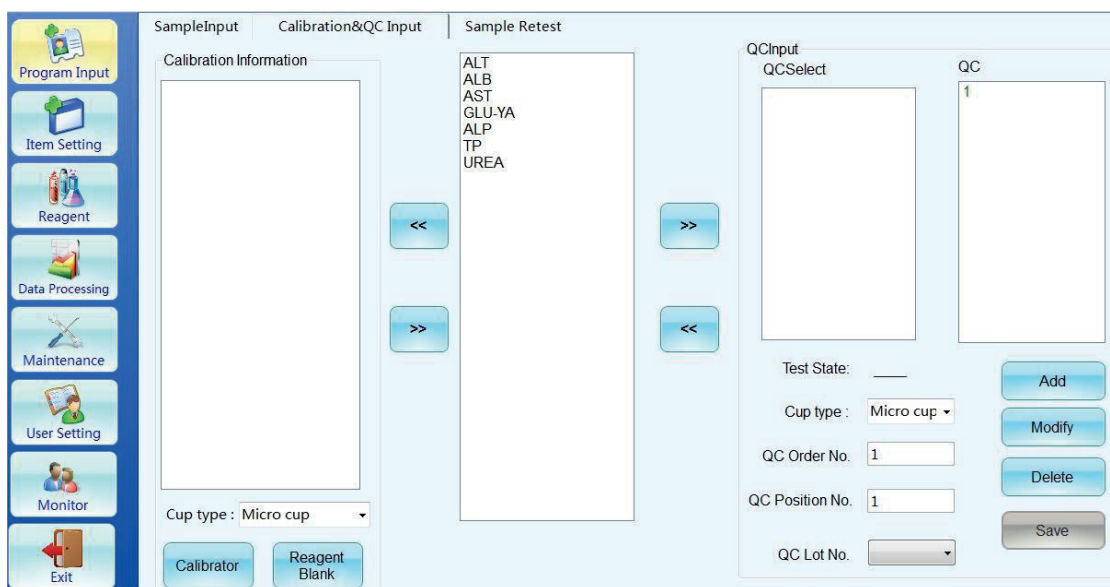 SampleInput
Calibration&QC Input
Sample Retest
Program Input
Item Setting
Reagent
Data Processing
Maintenance
User Setting
Monitor
Exit
Calibration Information
Cup type : Micro cup
Calibrator
Reagent
Blank
<<
>>
ALT
ALB
AST
GLU-YA
ALP
TP
UREA
>>
<<
QCInput
QCSelect
QC
1
Test State:
Cup type : Micro cup
QC Order No. 1
QC Position No. 1
QC Lot No.
Add
Modify
Delete
Save